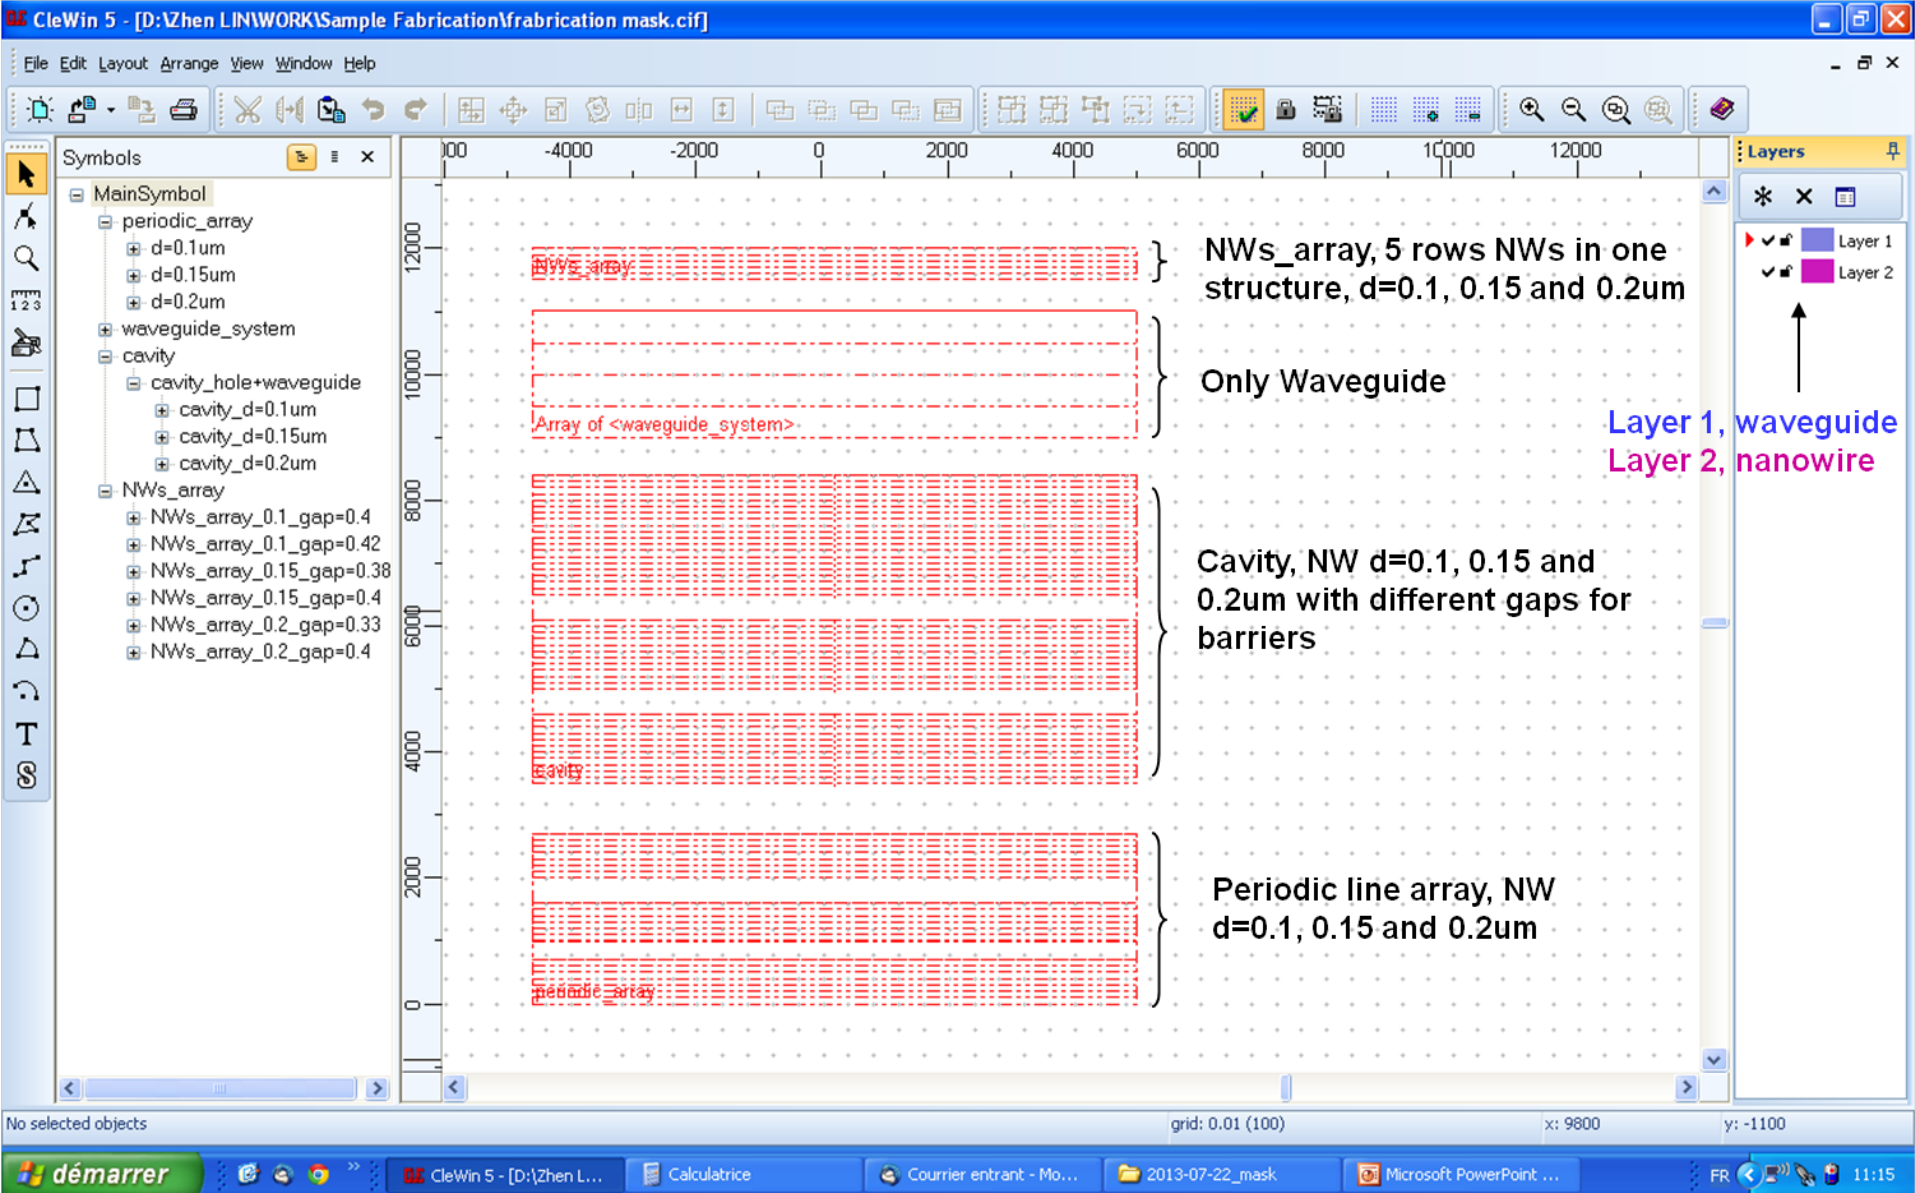 CleWin 5 - [D:\Zhen LIN\WORK\Sample Fabrication\frabrication mask.cif]
File Edit Layout Arrange View Window Help
Symbols
MainSymbol
periodic_array
d=0.1um
d=0.15um
d=0.2um
waveguide_system
cavity
cavity_hole+waveguide
cavity_d=0.1um
cavity_d=0.15um
cavity_d=0.2um
NWs_array
NWs_array_0.1_gap=0.4
NWs_array_0.1_gap=0.42
NWs_array_0.15_gap=0.38
NWs_array_0.15_gap=0.4
NWs_array_0.2_gap=0.33
NWs_array_0.2_gap=0.4
-4000 -2000 0 2000 4000 6000 8000 10000 12000
12000
10000
8000
6000
4000
2000
0
NWs_array
NWs_array, 5 rows NWs in one
structure, d=0.1, 0.15 and 0.2um
Array of <waveguide_system>
Only Waveguide
cavity
Cavity, NW d=0.1, 0.15 and
0.2um with different gaps for
barriers
periodic_array
Periodic line array, NW
d=0.1, 0.15 and 0.2um
Layers
Layer 1
Layer 2
Layer 1, waveguide
Layer 2, nanowire
No selected objects
grid: 0.01 (100)
x: 9800
y: -1100
démarrer
CleWin 5 - [D:\Zhen L...
Calculatrice
Courrier entrant - Mo...
2013-07-22_mask
Microsoft PowerPoint ...
FR
11:15